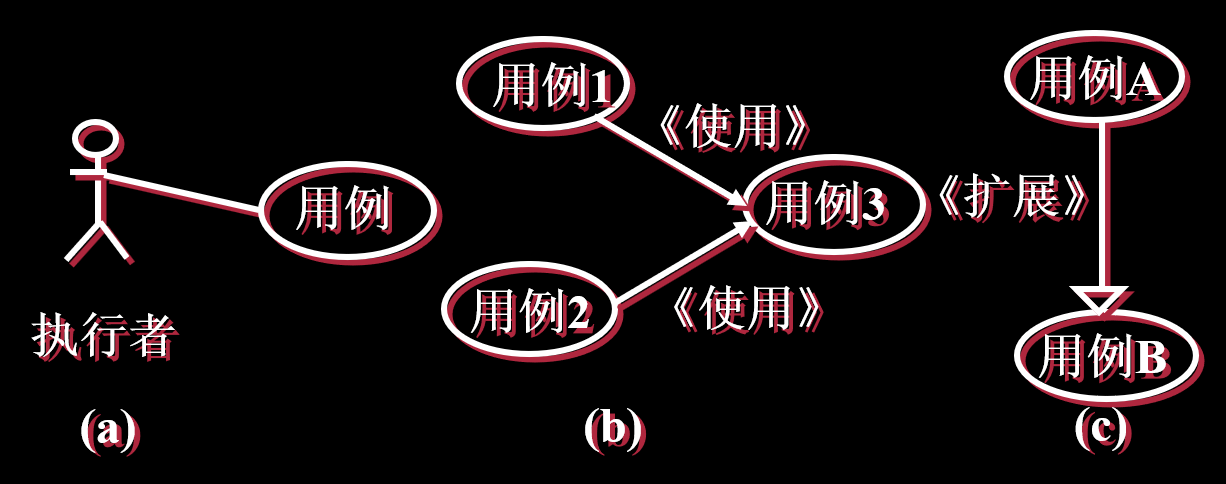 执行者
用例
(a)
用例1
《使用》
用例3
用例2
《使用》
(b)
用例A
《扩展》
用例B
(c)